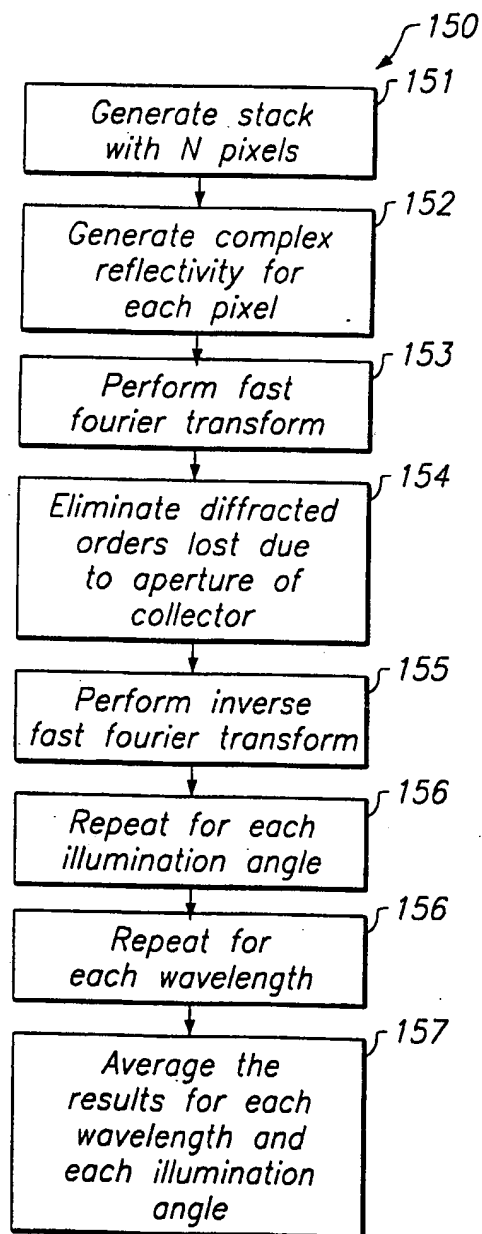 150
151
Generate stack
with N pixels
152
Generate complex
reflectivity for
each pixel
153
Perform fast
fourier transform
154
Eliminate diffracted
orders lost due
to aperture of
collector
155
Perform inverse
fast fourier transform
156
Repeat for each
illumination angle
156
Repeat for
each wavelength
157
Average the
results for each
wavelength and
each illumination
angle